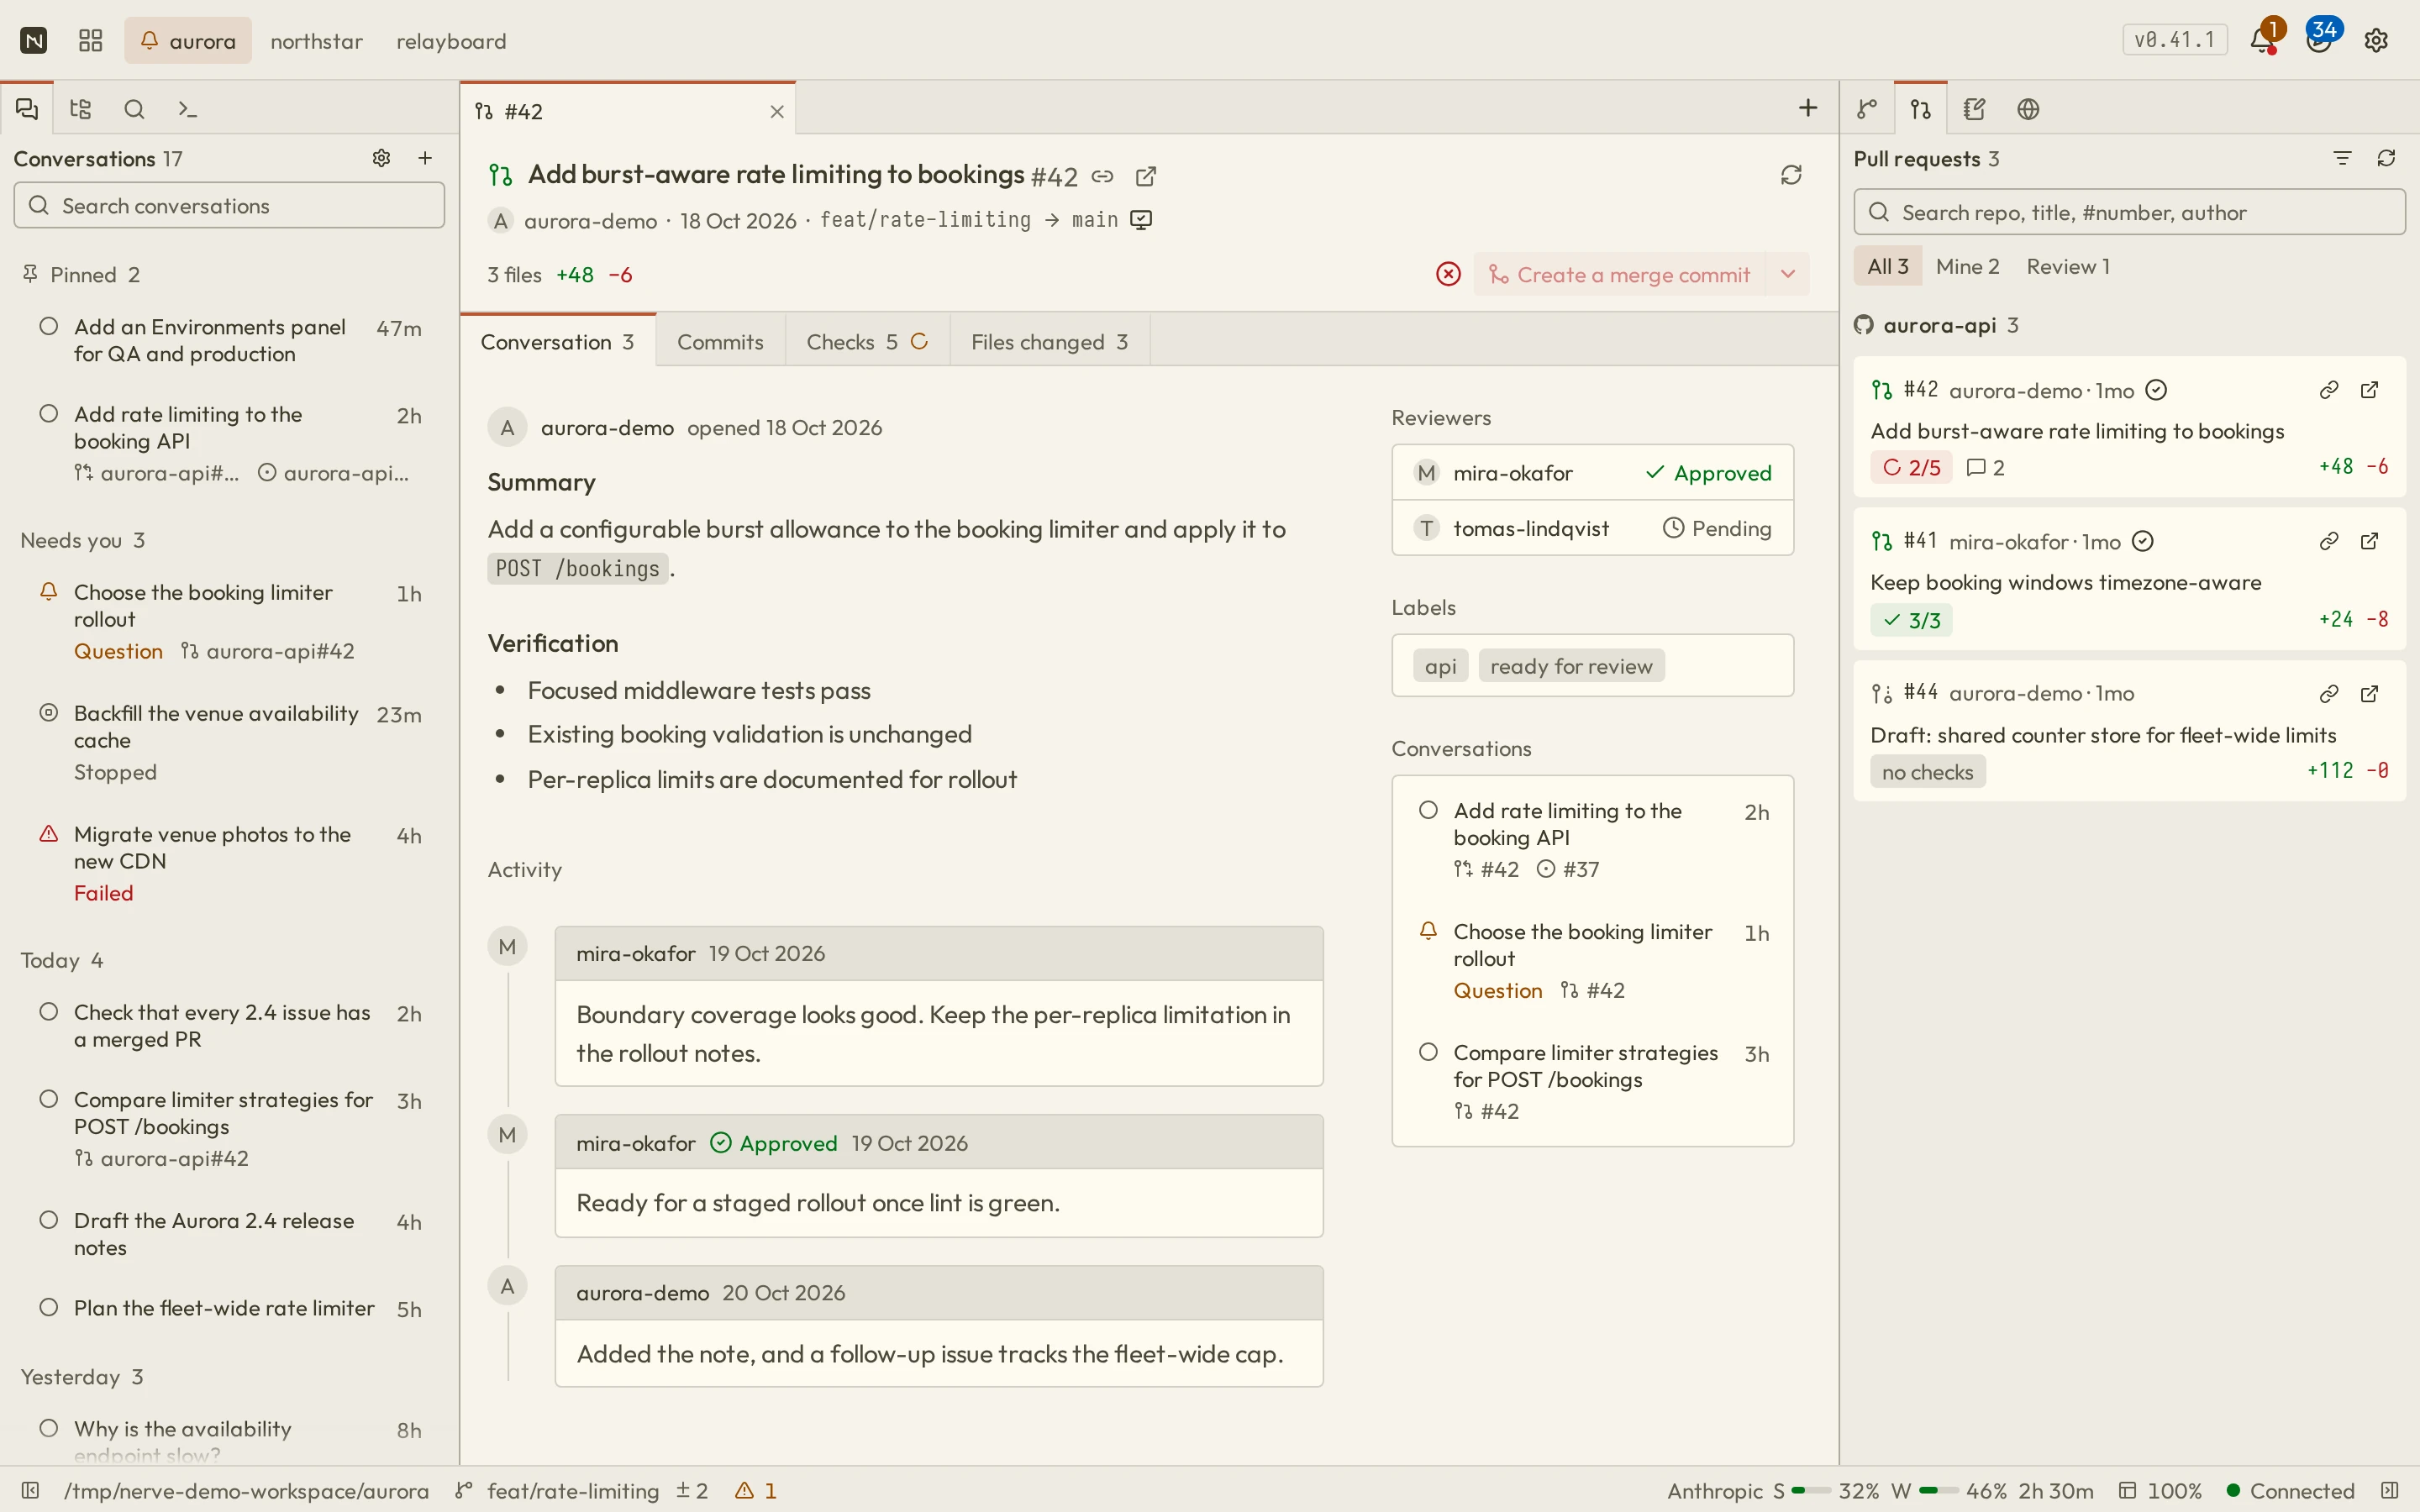 aurora
northstar
relayboard
v0.41.1
1
34
Conversations 17
Search conversations
Pinned 2
Add an Environments panel
for QA and production
47m
Add rate limiting to the
booking API
2h
aurora-api#... aurora-api...
Needs you 3
Choose the booking limiter
rollout
1h
Question aurora-api#42
Backfill the venue availability
cache
23m
Stopped
Migrate venue photos to the
new CDN
4h
Failed
Today 4
Check that every 2.4 issue has
a merged PR
2h
Compare limiter strategies for
POST /bookings
3h
aurora-api#42
Draft the Aurora 2.4 release
notes
4h
Plan the fleet-wide rate limiter 5h
Yesterday 3
Why is the availability
endpoint slow?
8h
#42
Add burst-aware rate limiting to bookings #42
A aurora-demo · 18 Oct 2026 · feat/rate-limiting → main
3 files +48 -6
Create a merge commit
Conversation 3
Commits
Checks 5
Files changed 3
A aurora-demo opened 18 Oct 2026
Summary
Add a configurable burst allowance to the booking limiter and apply it to
POST /bookings.
Verification
• Focused middleware tests pass
• Existing booking validation is unchanged
• Per-replica limits are documented for rollout
Activity
M mira-okafor 19 Oct 2026
Boundary coverage looks good. Keep the per-replica limitation in
the rollout notes.
M mira-okafor Approved 19 Oct 2026
Ready for a staged rollout once lint is green.
A aurora-demo 20 Oct 2026
Added the note, and a follow-up issue tracks the fleet-wide cap.
Reviewers
M mira-okafor Approved
T tomas-lindqvist Pending
Labels
api ready for review
Conversations
Add rate limiting to the
booking API
2h
#42 #37
Choose the booking limiter
rollout
1h
Question #42
Compare limiter strategies
for POST /bookings
3h
#42
Pull requests 3
Search repo, title, #number, author
All 3 Mine 2 Review 1
aurora-api 3
#42 aurora-demo · 1mo
Add burst-aware rate limiting to bookings
2/5 2 +48 -6
#41 mira-okafor · 1mo
Keep booking windows timezone-aware
3/3 +24 -8
#44 aurora-demo · 1mo
Draft: shared counter store for fleet-wide limits
no checks +112 -0
/tmp/nerve-demo-workspace/aurora feat/rate-limiting ±2 1
Anthropic S 32% W 46% 2h 30m 100% Connected